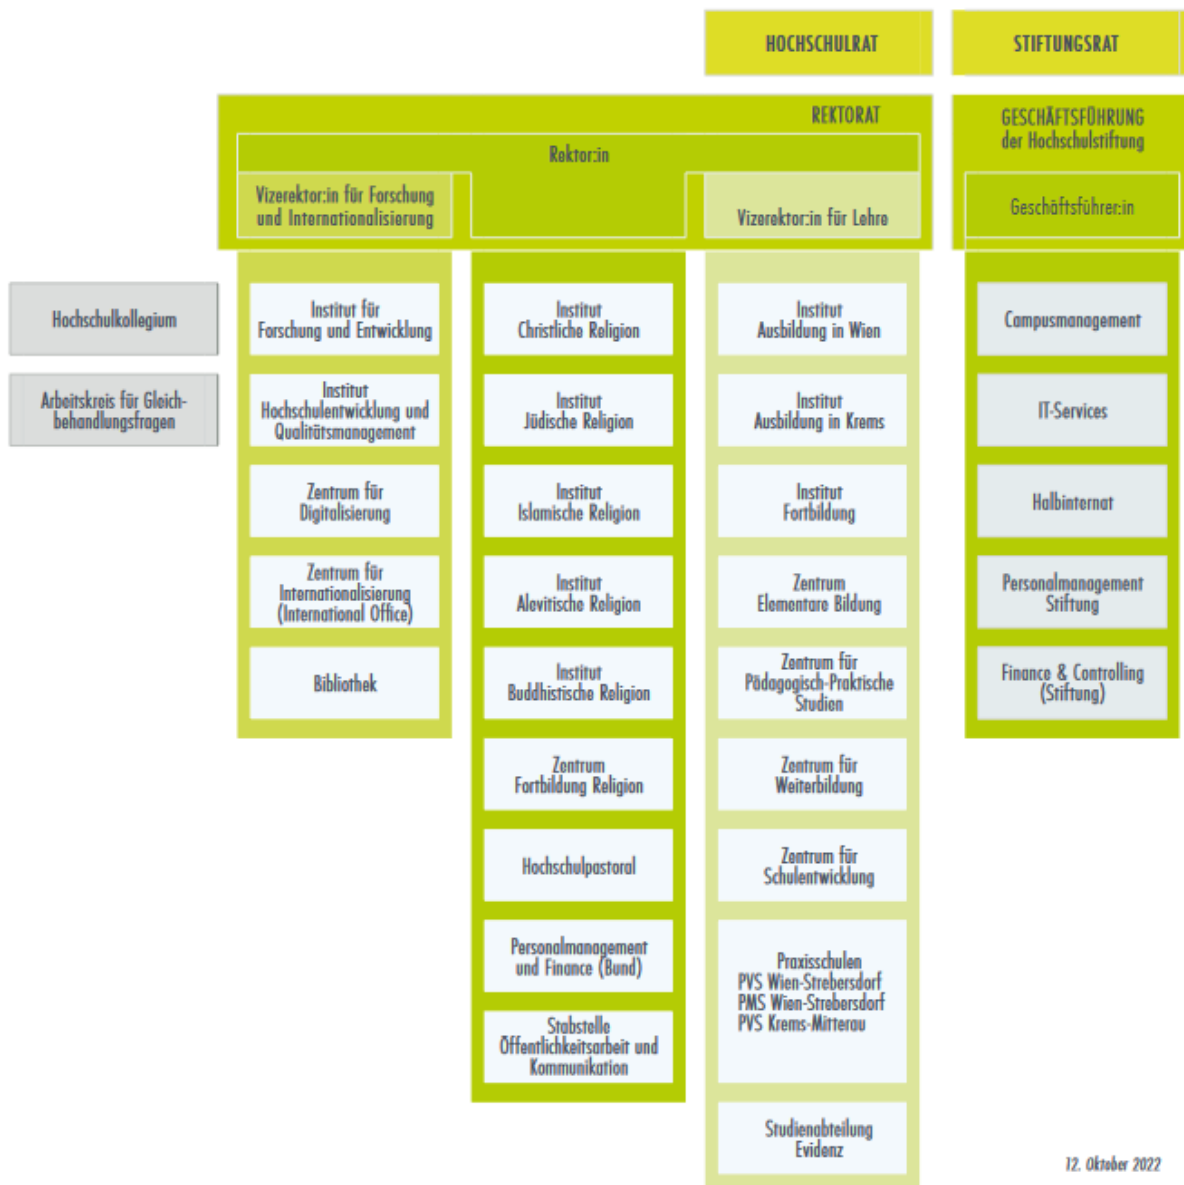 HOCHSCHULRAT
STIFTUNGSRAT
REKTORAT
Rektor:in
Vizerektor:in für Forschung
und Internationalisierung
Vizerektor:in für Lehre
GESCHÄFTSFÜHRUNG
der Hochschulstiftung
Geschäftsführer:in
Hochschulkollegium
Arbeitskreis für Gleich-
behandlungsfragen
Institut für
Forschung und Entwicklung
Institut
Hochschulentwicklung und
Qualitätsmanagement
Zentrum für
Digitalisierung
Zentrum für
Internationalisierung
(International Office)
Bibliothek
Institut
Christliche Religion
Institut
Jüdische Religion
Institut
Islamische Religion
Institut
Alevitische Religion
Institut
Buddhistische Religion
Zentrum
Fortbildung Religion
Hochschulpastoral
Personalmanagement
und Finance (Bund)
Stabstelle
Öffentlichkeitsarbeit und
Kommunikation
Institut
Ausbildung in Wien
Institut
Ausbildung in Krems
Institut
Fortbildung
Zentrum
Elementare Bildung
Zentrum für
Pädagogisch-Praktische
Studien
Zentrum für
Weiterbildung
Zentrum für
Schulentwicklung
Praxisschulen
PVS Wien-Strebersdorf
PMS Wien-Strebersdorf
PVS Krems-Mitterau
Studienabteilung
Evidenz
Campusmanagement
IT-Services
Halbinternat
Personalmanagement
Stiftung
Finance & Controlling
(Stiftung)
12. Oktober 2022